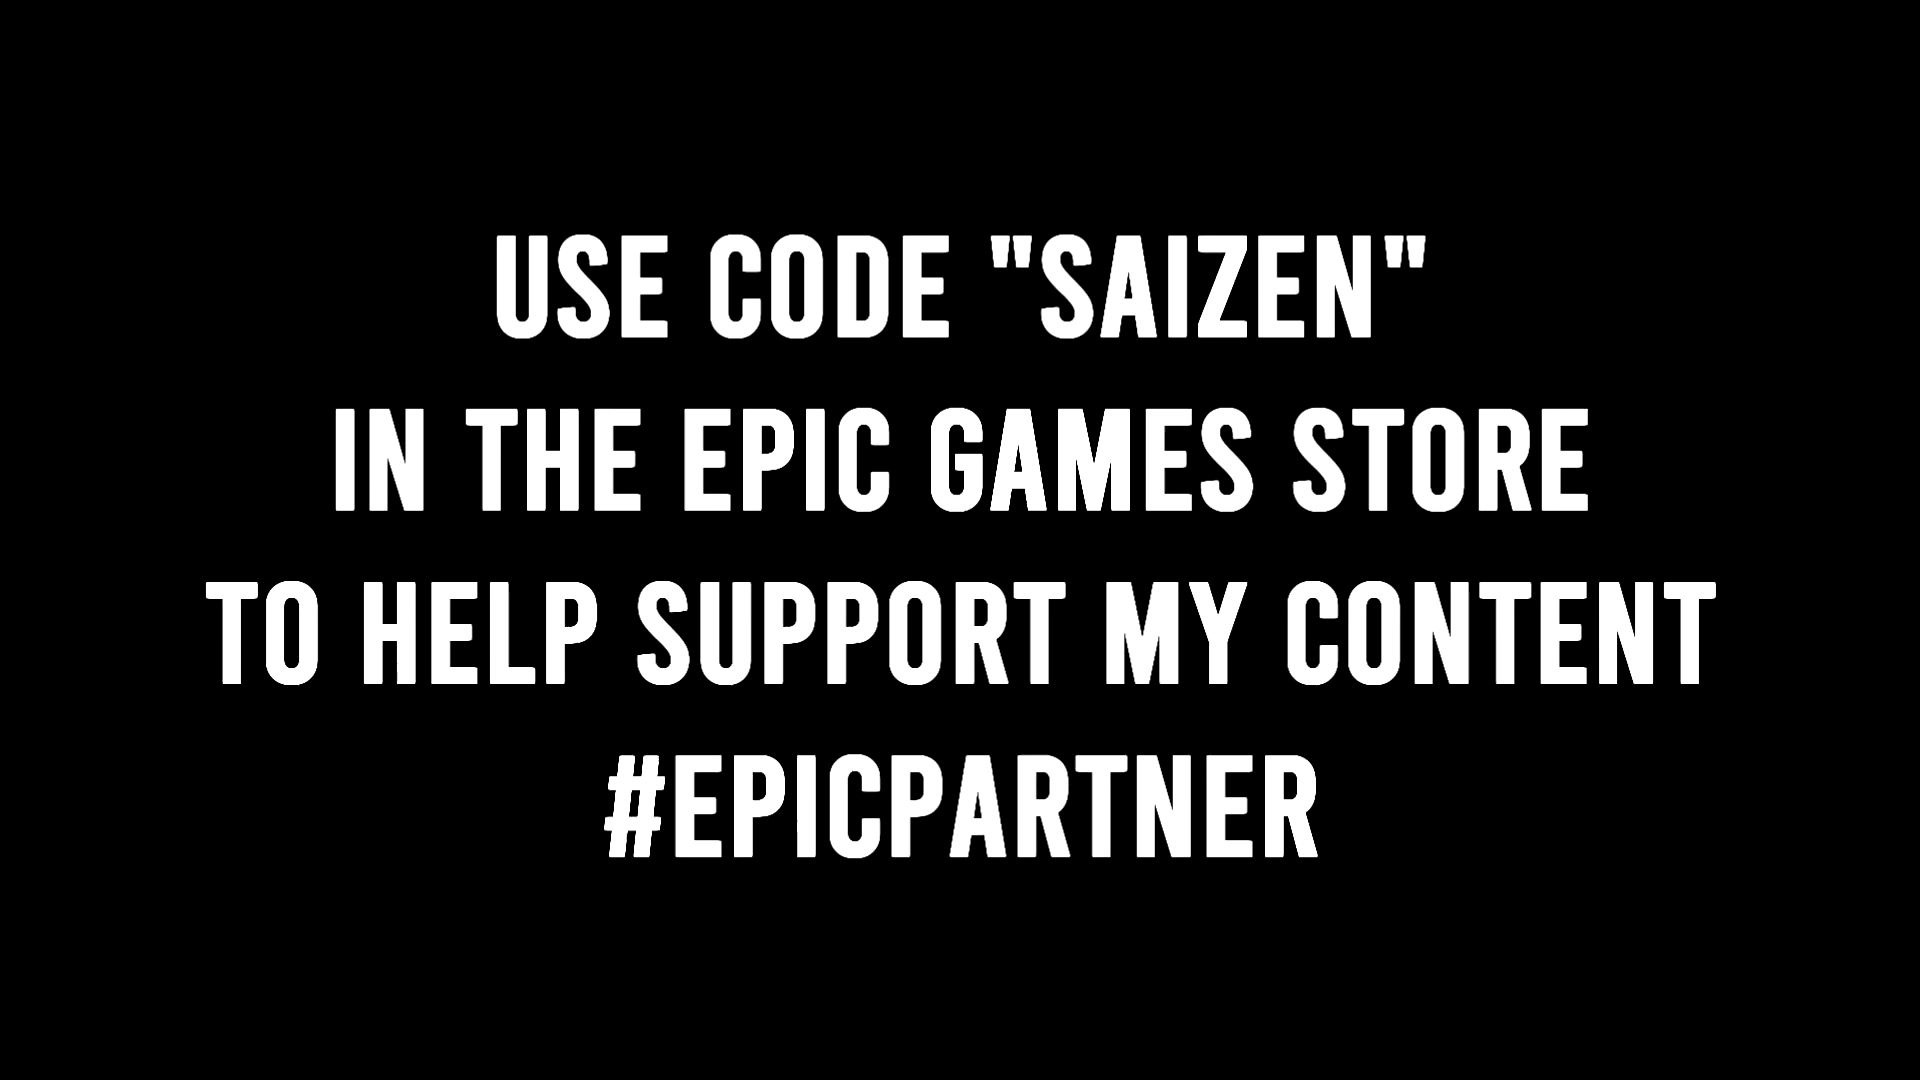 USE CODE "SAIZEN"
IN THE EPIC GAMES STORE
TO HELP SUPPORT MY CONTENT
#EPICPARTNER